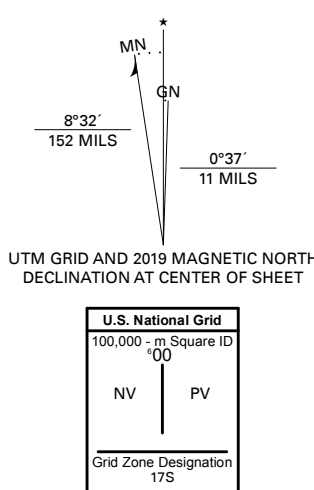 ★
MN
GN
8°32´
152 MILS
0°37´
11 MILS
UTM GRID AND 2019 MAGNETIC NORTH
DECLINATION AT CENTER OF SHEET
U.S. National Grid
100,000 - m Square ID
⁶00
NV PV
Grid Zone Designation
17S